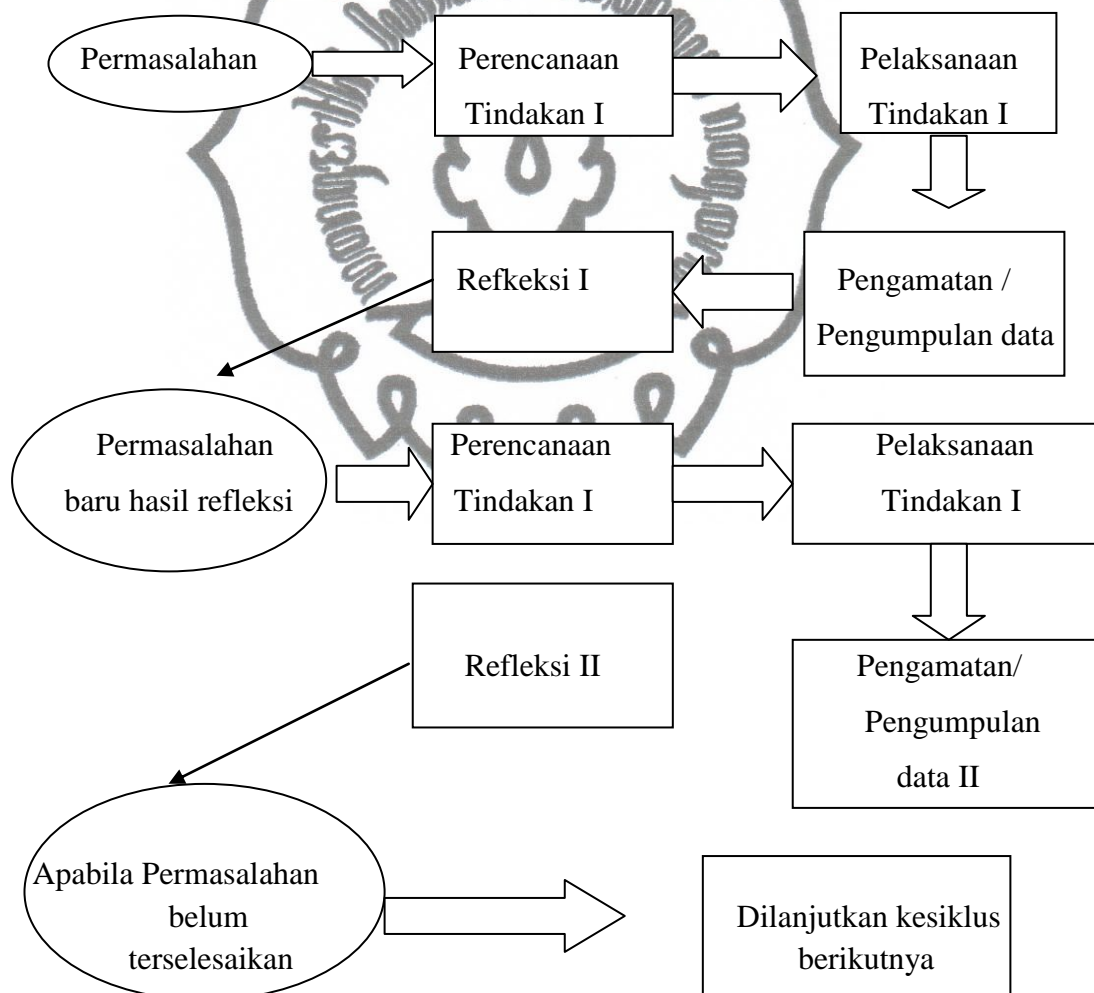 Permasalahan
Perencanaan
Tindakan I
Pelaksanaan
Tindakan I
Refkeksi I
Pengamatan /
Pengumpulan data
Permasalahan
baru hasil refleksi
Perencanaan
Tindakan I
Pelaksanaan
Tindakan I
Refleksi II
Pengamatan/
Pengumpulan
data II
Apabila Permasalahan
belum
terselesaikan
Dilanjutkan kesiklus
berikutnya